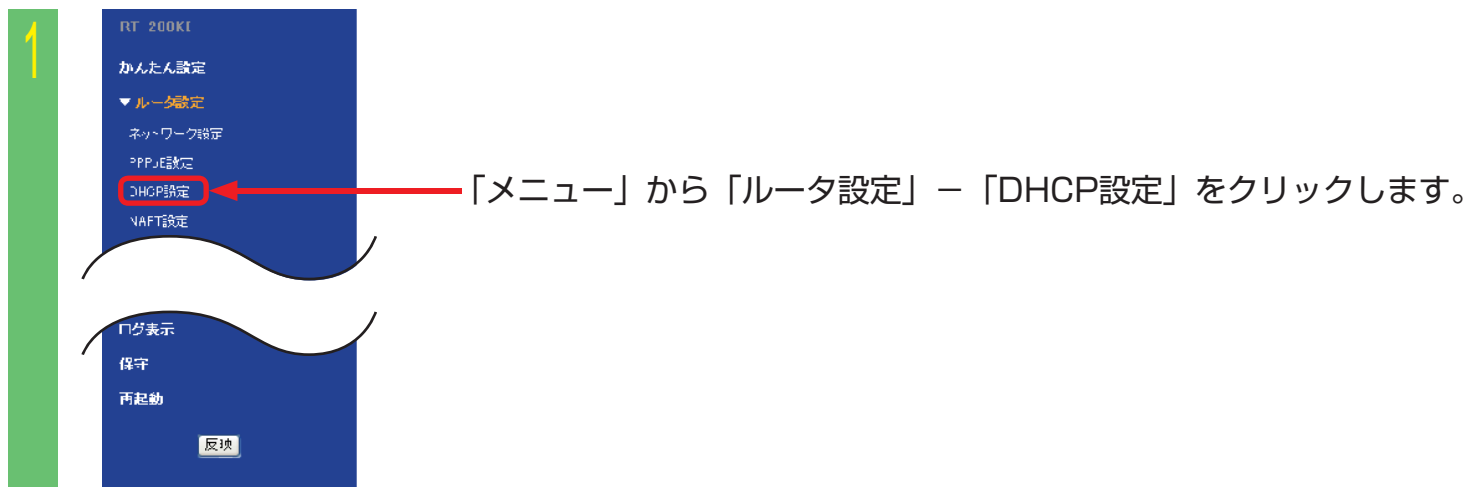 1
RT 200KI
かんたん設定
▼ルータ設定
ネットワーク設定
PPPoE設定
DHCP設定
「メニュー」から「ルータ設定」－「DHCP設定」をクリックします。
NAPT設定
ログ表示
保守
再起動
反映